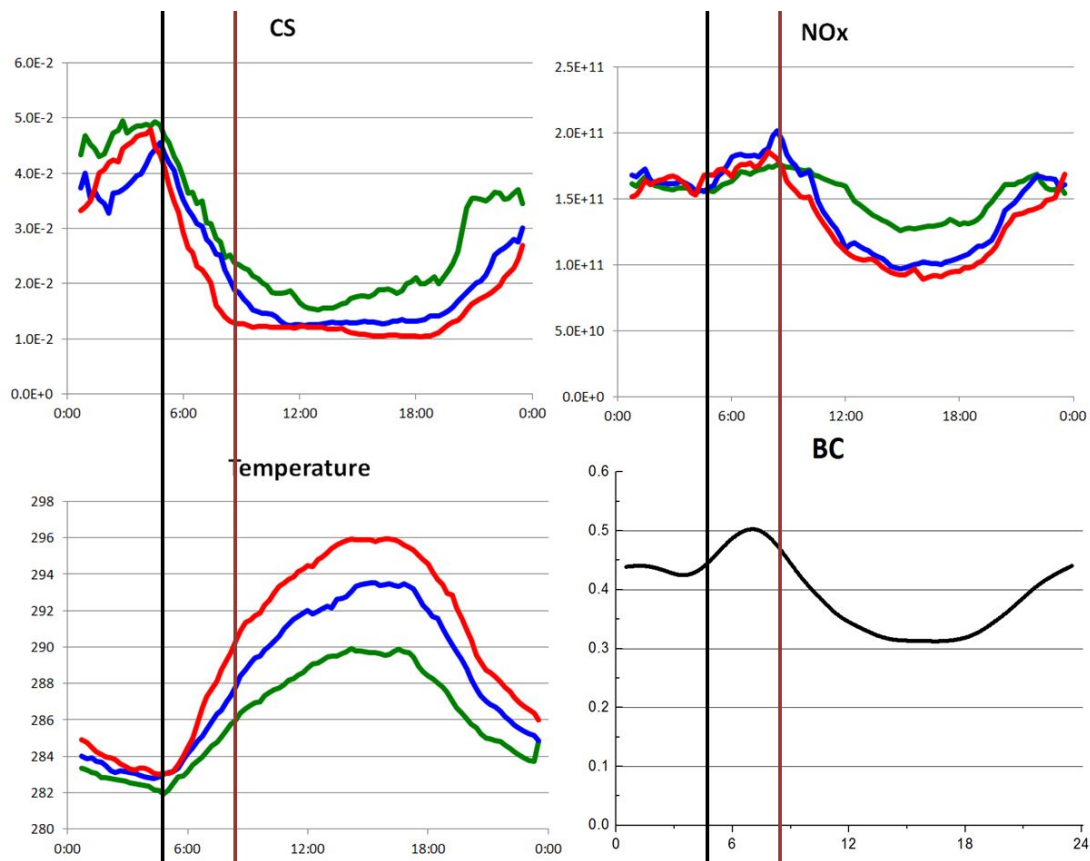 CS
6.0E-2
5.0E-2
4.0E-2
3.0E-2
2.0E-2
1.0E-2
0.0E+0
0:00 6:00 12:00 18:00 0:00
NOx
2.5E+11
2.0E+11
1.5E+11
1.0E+11
5.0E+10
0.0E+0
0:00 6:00 12:00 18:00 0:00
Temperature
298
296
294
292
290
288
286
284
282
280
0:00 6:00 12:00 18:00 0:00
BC
0.6
0.5
0.4
0.3
0.2
0.1
0.0
0 6 12 18 24